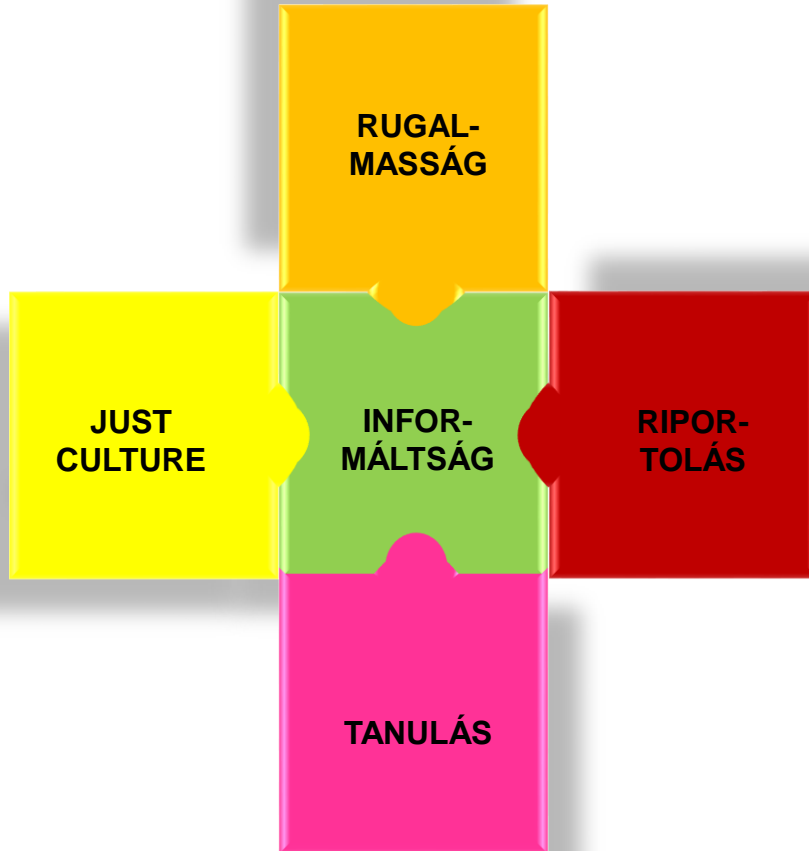 RUGAL-
MASSÁG
JUST
CULTURE
INFOR-
MÁLTSÁG
RIPOR-
TOLÁS
TANULÁS